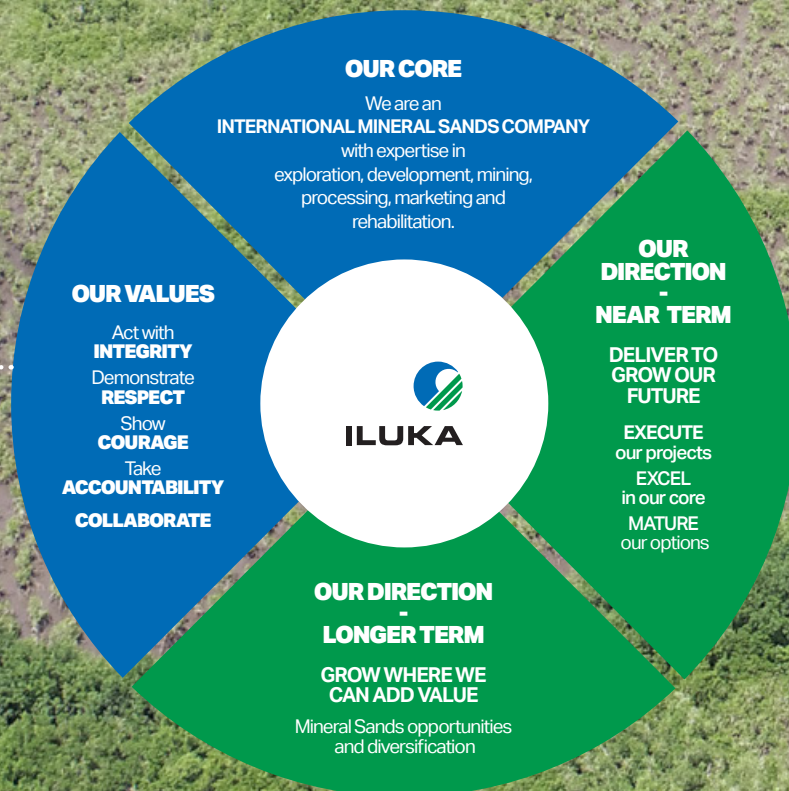 OUR CORE
We are an
INTERNATIONAL MINERAL SANDS COMPANY
with expertise in
exploration, development, mining,
processing, marketing and
rehabilitation.
OUR VALUES
Act with
INTEGRITY
Demonstrate
RESPECT
Show
COURAGE
Take
ACCOUNTABILITY
COLLABORATE
ILUKA
OUR
DIRECTION
-
NEAR TERM
DELIVER TO
GROW OUR
FUTURE
EXECUTE
our projects
EXCEL
in our core
MATURE
our options
OUR DIRECTION
-
LONGER TERM
GROW WHERE WE
CAN ADD VALUE
Mineral Sands opportunities
and diversification